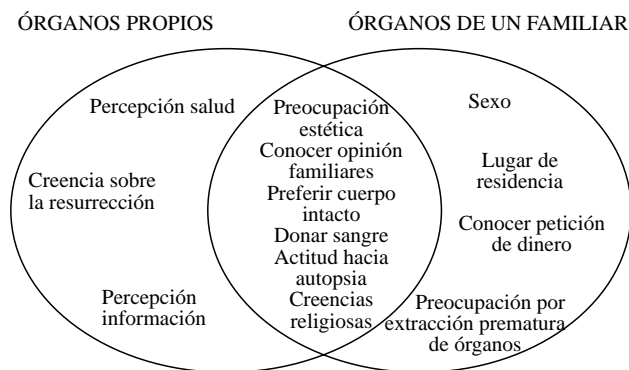 ÓRGANOS PROPIOS
ÓRGANOS DE UN FAMILIAR
Percepción salud
Creencia sobre
la resurrección
Percepción
información
Preocupación
estética
Conocer opinión
familiares
Preferir cuerpo
intacto
Donar sangre
Actitud hacia
autopsia
Creencias
religiosas
Sexo
Lugar de
residencia
Conocer petición
de dinero
Preocupación por
extracción prematura
de órganos